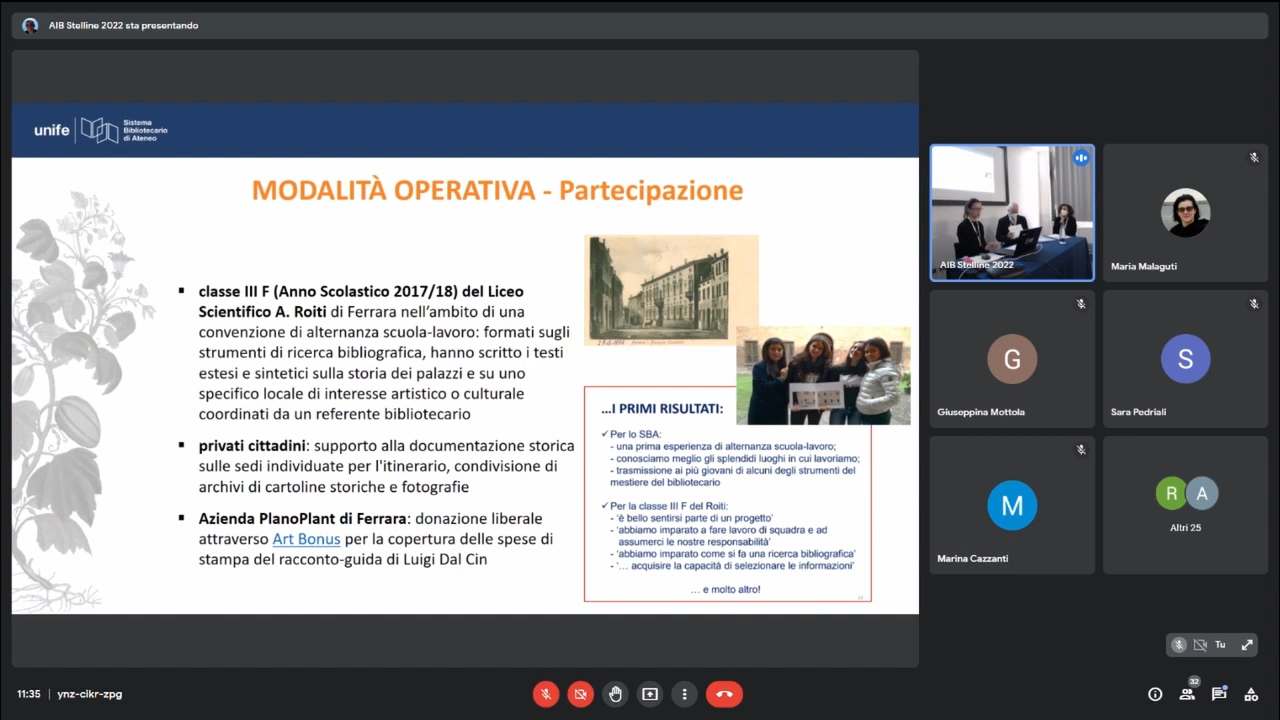 AIB Stelline 2022 sta presentando
unife
Sistema
Bibliotecario
di Ateneo
MODALITÀ OPERATIVA - Partecipazione
▪ classe III F (Anno Scolastico 2017/18) del Liceo
Scientifico A. Roiti di Ferrara nell'ambito di una
convenzione di alternanza scuola-lavoro: formati sugli
strumenti di ricerca bibliografica, hanno scritto i testi
estesi e sintetici sulla storia dei palazzi e su uno
specifico locale di interesse artistico o culturale
coordinati da un referente bibliotecario
▪ privati cittadini: supporto alla documentazione storica
sulle sedi individuate per l'itinerario, condivisione di
archivi di cartoline storiche e fotografie
▪ Azienda PlanoPlant di Ferrara: donazione liberale
attraverso Art Bonus per la copertura delle spese di
stampa del racconto-guida di Luigi Dal Cin
...I PRIMI RISULTATI:
✓ Per lo SBA:
- una prima esperienza di alternanza scuola-lavoro;
- conosciamo meglio gli splendidi luoghi in cui lavoriamo;
- trasmissione ai più giovani di alcuni degli strumenti del
mestiere del bibliotecario
✓ Per la classe III F del Roiti:
- 'è bello sentirsi parte di un progetto'
- 'abbiamo imparato a fare lavoro di squadra e ad
assumerci le nostre responsabilità'
- 'abbiamo imparato come si fa una ricerca bibliografica'
- '... acquisire la capacità di selezionare le informazioni'
... e molto altro!
AIB Stelline 2022
Maria Malaguti
G
Giuseppina Mottola
S
Sara Pedriali
M
Marina Cazzanti
R A
Altri 25
Tu
11:35 | ynz-cikr-zpg
32